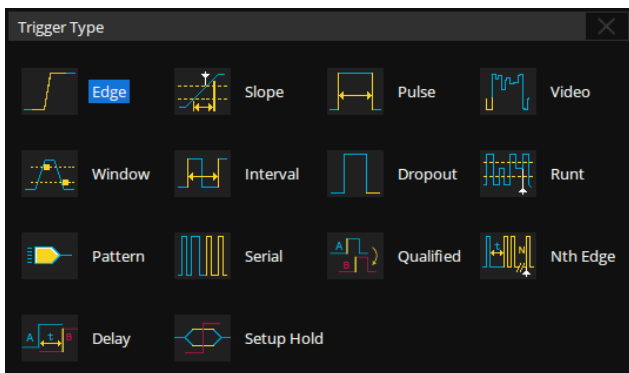 Trigger Type
Edge Slope Pulse Video
Window Interval Dropout Runt
Pattern Serial A B Qualified t N Nth Edge
A t B Delay Setup Hold